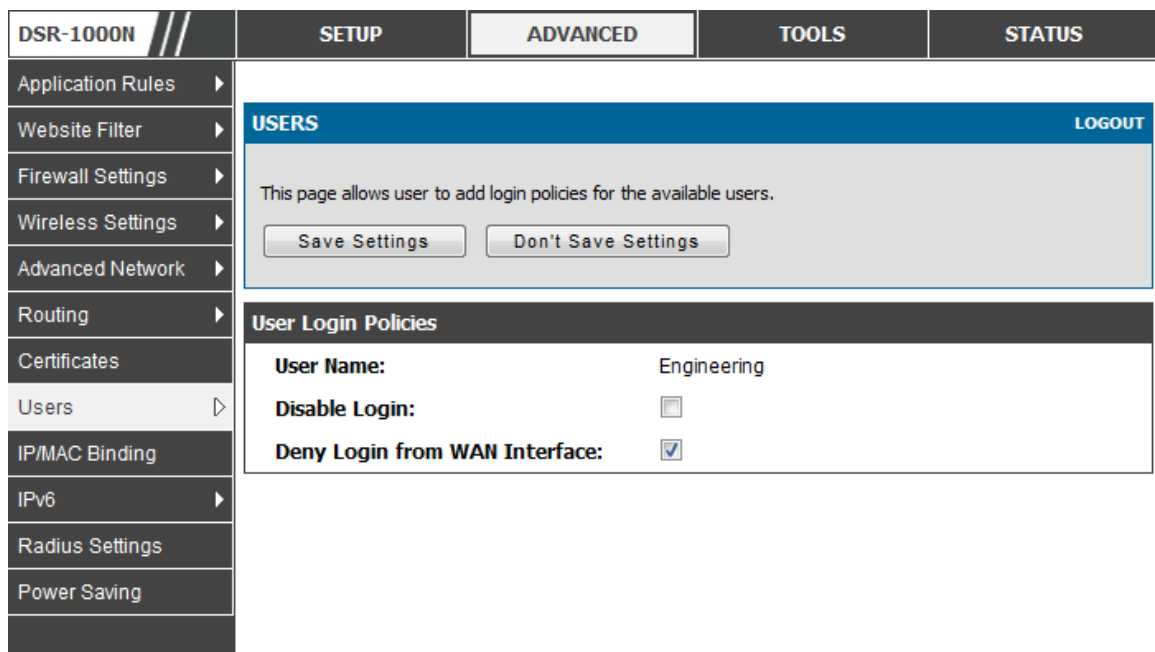 DSR-1000N
SETUP
ADVANCED
TOOLS
STATUS
Application Rules
Website Filter
Firewall Settings
Wireless Settings
Advanced Network
Routing
Certificates
Users
IP/MAC Binding
IPv6
Radius Settings
Power Saving
USERS
LOGOUT
This page allows user to add login policies for the available users.
Save Settings
Don't Save Settings
User Login Policies
User Name: Engineering
Disable Login:
Deny Login from WAN Interface: